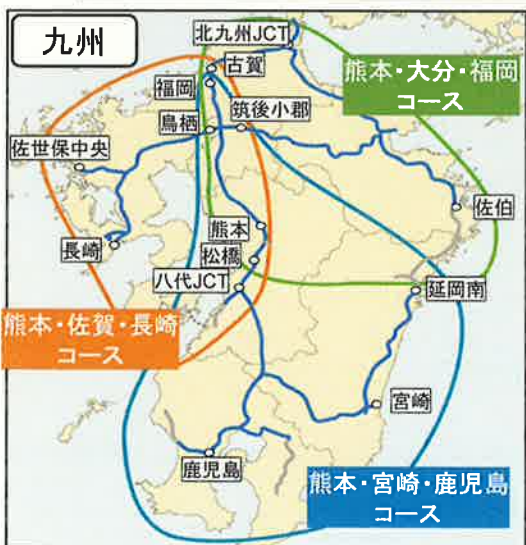 九州
北九州JCT
古賀
熊本・大分・福岡
コース
福岡
筑後小郡
鳥栖
佐世保中央
佐伯
長崎
熊本
松橋
八代JCT
延岡南
熊本・佐賀・長崎
コース
宮崎
鹿児島
熊本・宮崎・鹿児島
コース